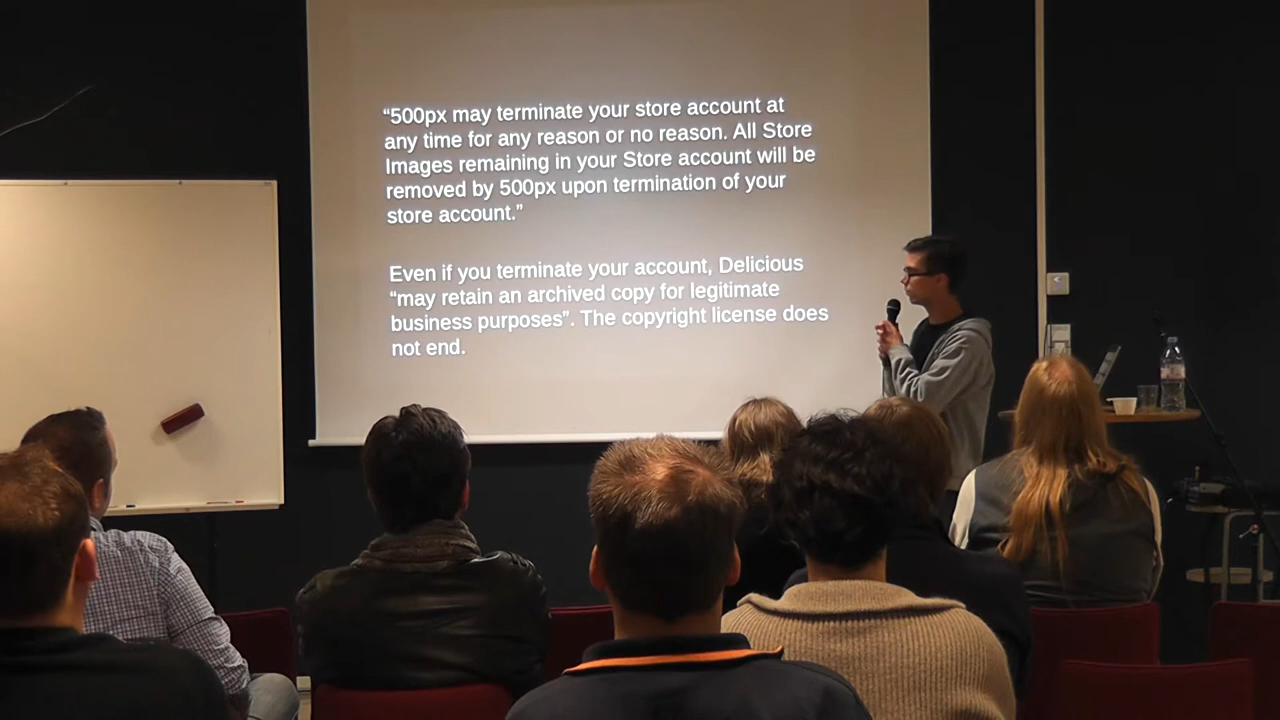 “500px may terminate your store account at
any time for any reason or no reason. All Store
Images remaining in your Store account will be
removed by 500px upon termination of your
store account.”
Even if you terminate your account, Delicious
“may retain an archived copy for legitimate
business purposes”. The copyright license does
not end.